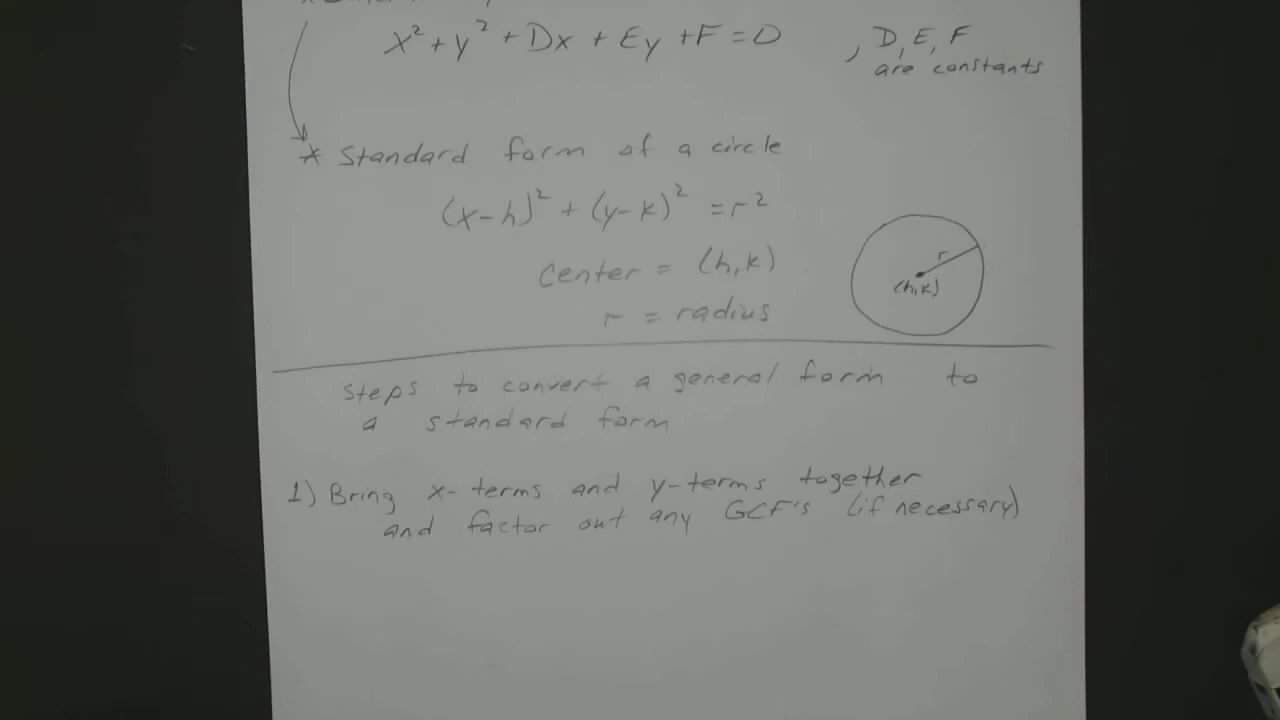 x² + y² + Dx + Ey + F = 0 , D, E, F
are constants
* Standard form of a circle
(x-h)² + (y-k)² = r²
center = (h,k)
r = radius
r
(h,k)
Steps to convert a general form to
a standard form
1) Bring x-terms and y-terms together
and factor out any GCF's (if necessary)